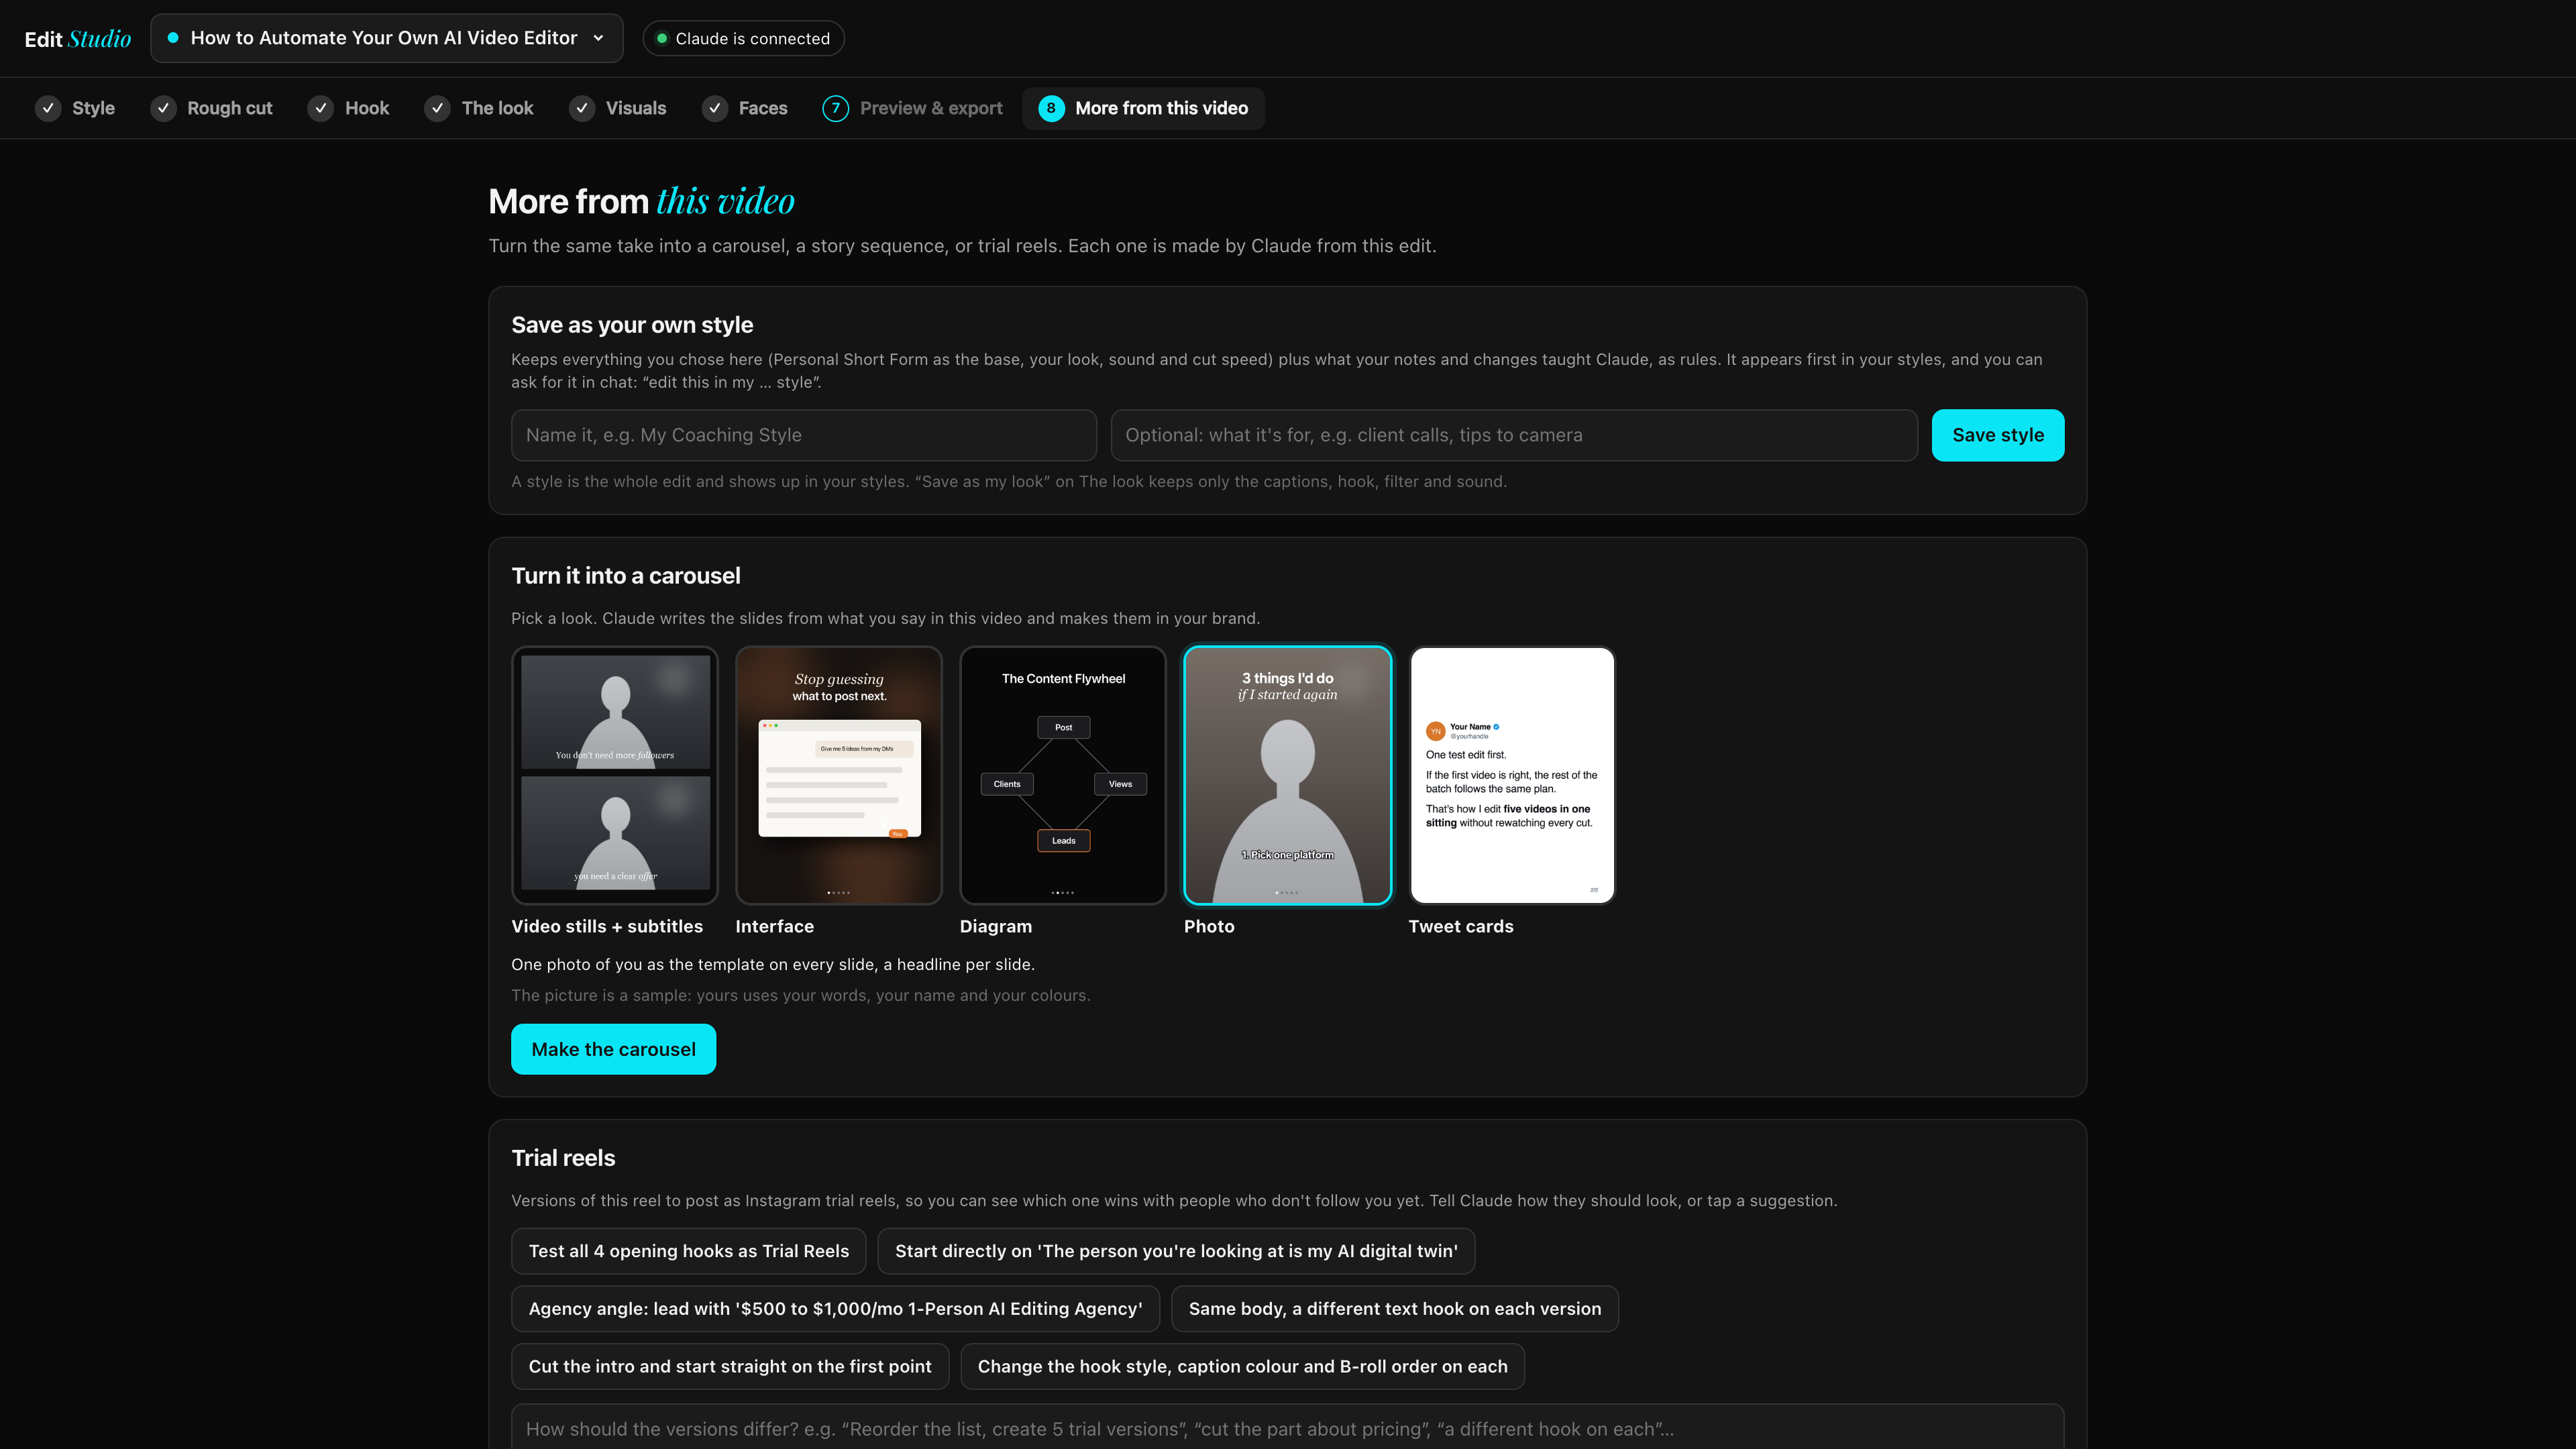 Edit Studio
How to Automate Your Own AI Video Editor
Claude is connected
Style
Rough cut
Hook
The look
Visuals
Faces
7 Preview & export
8 More from this video
More from this video
Turn the same take into a carousel, a story sequence, or trial reels. Each one is made by Claude from this edit.
Save as your own style
Keeps everything you chose here (Personal Short Form as the base, your look, sound and cut speed) plus what your notes and changes taught Claude, as rules. It appears first in your styles, and you can
ask for it in chat: “edit this in my ... style”.
Name it, e.g. My Coaching Style
Optional: what it's for, e.g. client calls, tips to camera
Save style
A style is the whole edit and shows up in your styles. “Save as my look” on The look keeps only the captions, hook, filter and sound.
Turn it into a carousel
Pick a look. Claude writes the slides from what you say in this video and makes them in your brand.
You don't need more followers
you need a clear offer
Video stills + subtitles
Stop guessing
what to post next.
Give me 5 ideas from my DMs
You
Interface
The Content Flywheel
Post
Clients
Views
Leads
Diagram
3 things I'd do
if I started again
1. Pick one platform
Photo
YN
Your Name
@yourhandle
One test edit first.
If the first video is right, the rest of the
batch follows the same plan.
That's how I edit five videos in one
sitting without rewatching every cut.
2/7
Tweet cards
One photo of you as the template on every slide, a headline per slide.
The picture is a sample: yours uses your words, your name and your colours.
Make the carousel
Trial reels
Versions of this reel to post as Instagram trial reels, so you can see which one wins with people who don't follow you yet. Tell Claude how they should look, or tap a suggestion.
Test all 4 opening hooks as Trial Reels
Start directly on 'The person you're looking at is my AI digital twin'
Agency angle: lead with '$500 to $1,000/mo 1-Person AI Editing Agency'
Same body, a different text hook on each version
Cut the intro and start straight on the first point
Change the hook style, caption colour and B-roll order on each
How should the versions differ? e.g. “Reorder the list, create 5 trial versions”, “cut the part about pricing”, “a different hook on each”...